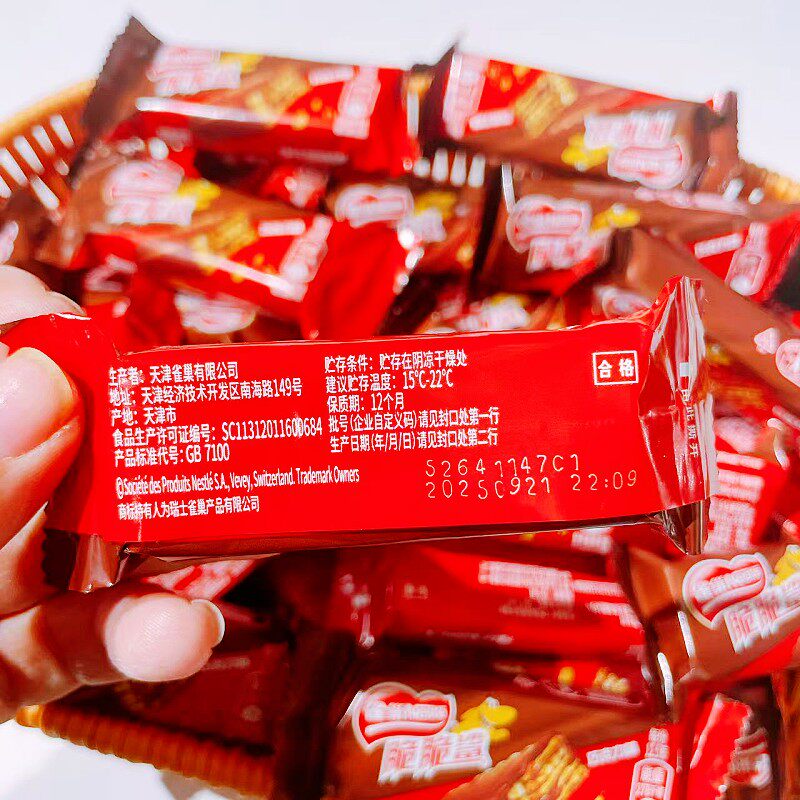 生产者：天津雀巢有限公司
地址：天津经济技术开发区南海路149号
产地：天津市
食品生产许可证编号：SC11312011600684
产品标准代号：GB 7100
©Société des Produits Nestlé S.A., Vevey, Switzerland. Trademark Owners
商标持有人为瑞士雀巢产品有限公司
贮存条件：贮存在阴凉干燥处
建议贮存温度：15℃-22℃
保质期：12个月
批号(企业自定义码)请见封口处第一行
生产日期(年/月/日)请见封口处第二行
52641147C1
20250921 22:09
合格
此
脆脆鲨
脆脆鲨